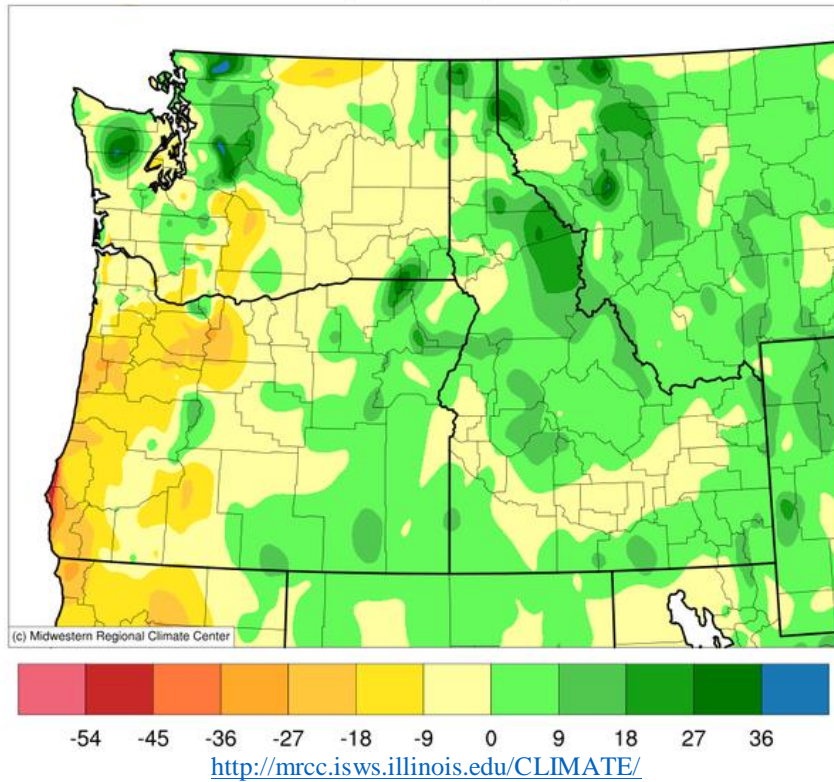 (c) Midwestern Regional Climate Center
-54 -45 -36 -27 -18 -9 0 9 18 27 36
http://mrcc.isws.illinois.edu/CLIMATE/